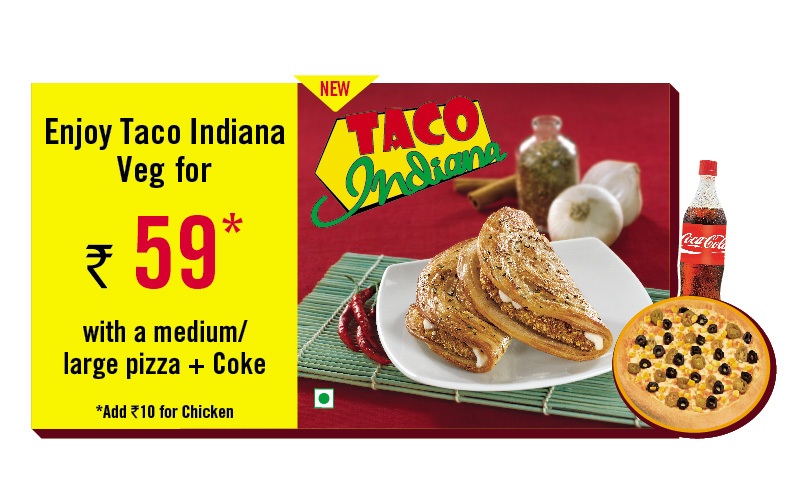 Enjoy Taco Indiana
Veg for
₹ 59*
with a medium/
large pizza + Coke
*Add ₹10 for Chicken
NEW
TACO
Indiana
Coca-Cola